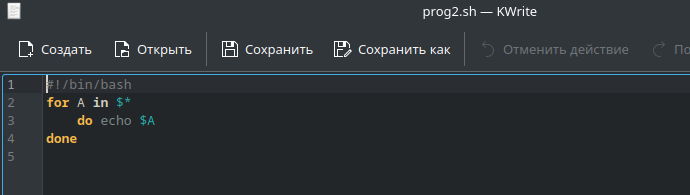 prog2.sh — KWrite
Создать Открыть Сохранить Сохранить как Отменить действие
1 #!/bin/bash
2 for A in $*
3 do echo $A
4 done
5